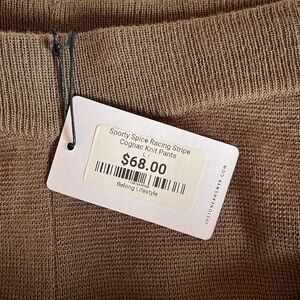 Sporty Spice Racing Stripe
Cognac Knit Pants
L /
$68.00
Belong Lifestyle